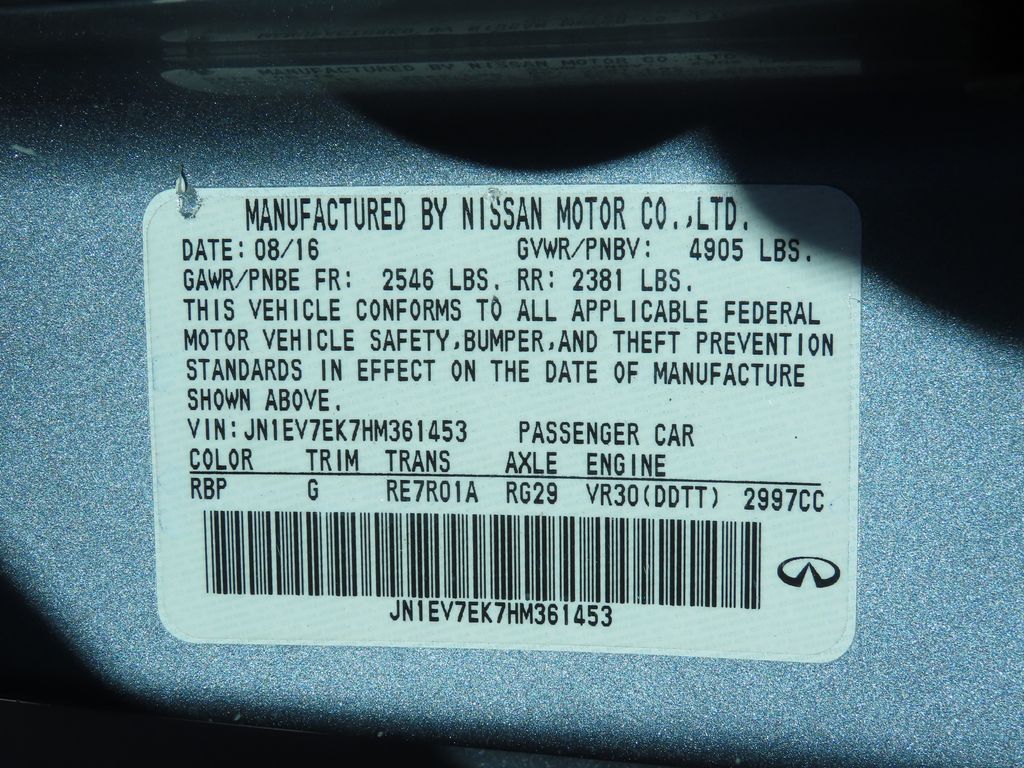 MANUFACTURED BY NISSAN MOTOR CO.,LTD.
DATE: 08/16 GVWR/PNBV: 4905 LBS.
GAWR/PNBE FR: 2546 LBS. RR: 2381 LBS.
THIS VEHICLE CONFORMS TO ALL APPLICABLE FEDERAL
MOTOR VEHICLE SAFETY,BUMPER,AND THEFT PREVENTION
STANDARDS IN EFFECT ON THE DATE OF MANUFACTURE
SHOWN ABOVE.
VIN: JN1EV7EK7HM361453 PASSENGER CAR
COLOR TRIM TRANS AXLE ENGINE
RBP G RE7R01A RG29 VR30(DDTT) 2997CC
JN1EV7EK7HM361453